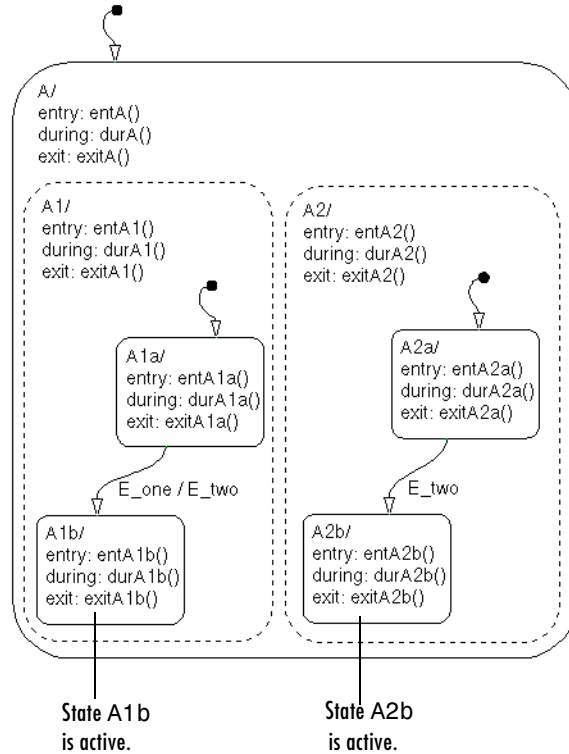 A/
entry: entA()
during: durA()
exit: exitA()
A1/
entry: entA1()
during: durA1()
exit: exitA1()
A2/
entry: entA2()
during: durA2()
exit: exitA2()
A1a/
entry: entA1a()
during: durA1a()
exit: exitA1a()
A2a/
entry: entA2a()
during: durA2a()
exit: exitA2a()
E_one / E_two
E_two
A1b/
entry: entA1b()
during: durA1b()
exit: exitA1b()
A2b/
entry: entA2b()
during: durA2b()
exit: exitA2b()
State A1b
is active.
State A2b
is active.